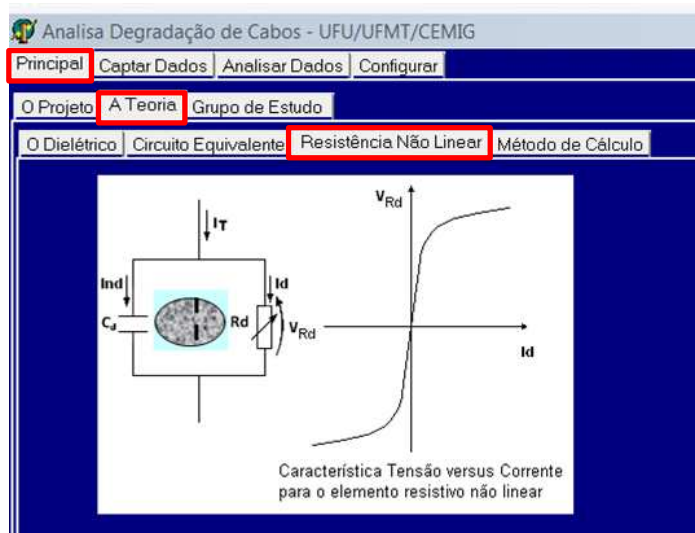 Analisa Degradação de Cabos - UFU/UFMT/CEMIG
Principal Captar Dados Analisar Dados Configurar
O Projeto A Teoria Grupo de Estudo
O Dielétrico Circuito Equivalente Resistência Não Linear Método de Cálculo
IT
Ind
Id
Cd
Rd
VRd
VRd
Id
Característica Tensão versus Corrente
para o elemento resistivo não linear